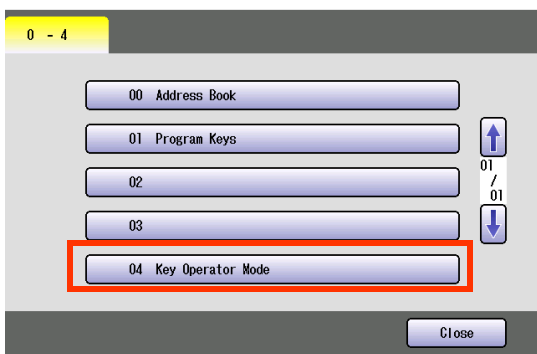 0 - 4
00 Address Book
01 Program Keys
02
03
04 Key Operator Mode
01
/
01
Close